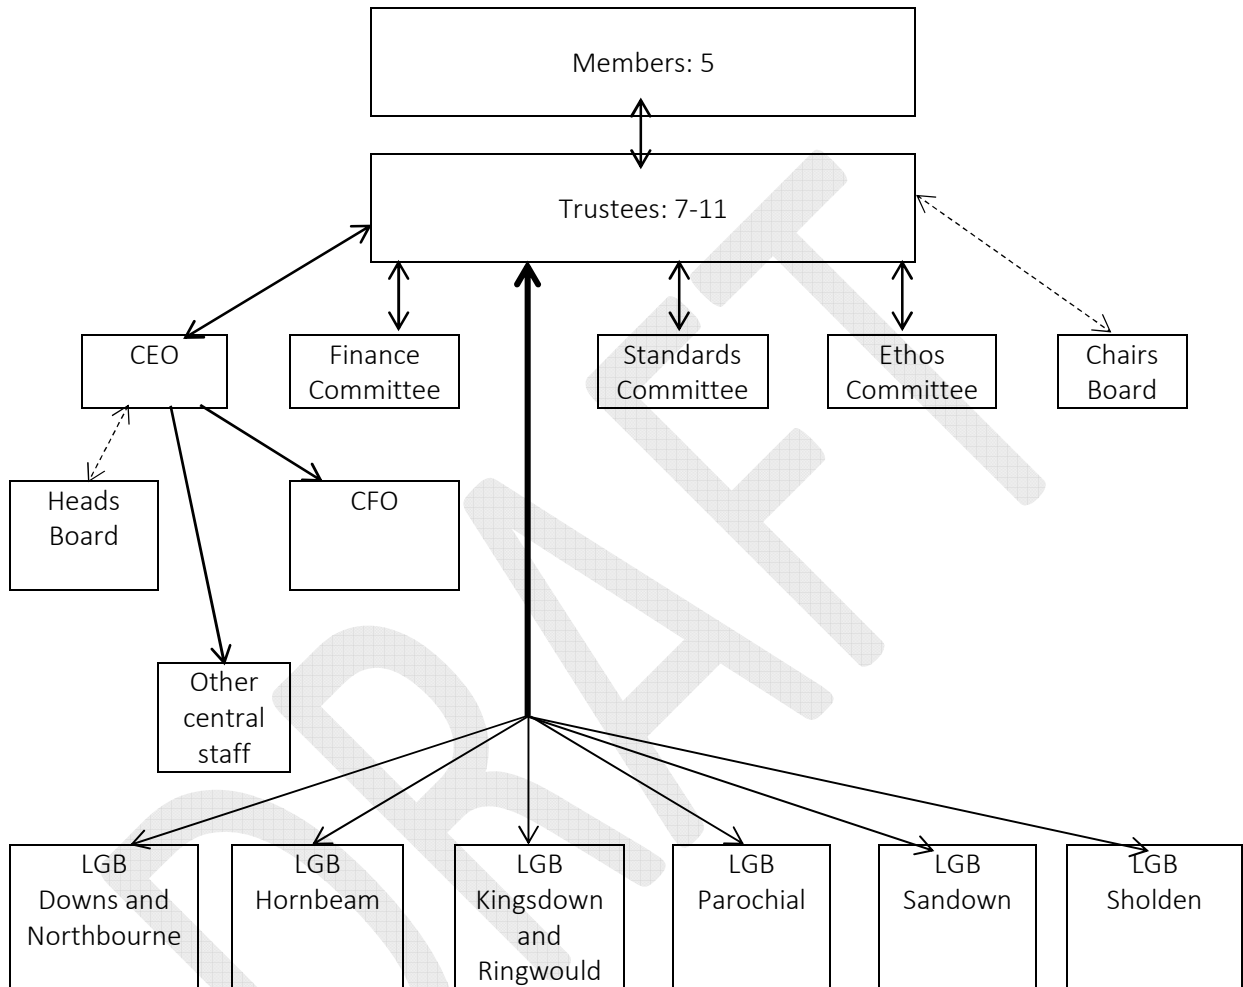 Members: 5
Trustees: 7-11
CEO
Finance
Committee
Standards
Committee
Ethos
Committee
Chairs
Board
Heads
Board
CFO
Other
central
staff
LGB
Downs and
Northbourne
LGB
Hornbeam
LGB
Kingsdown
and
Ringwould
LGB
Parochial
LGB
Sandown
LGB
Sholden
DRAFT